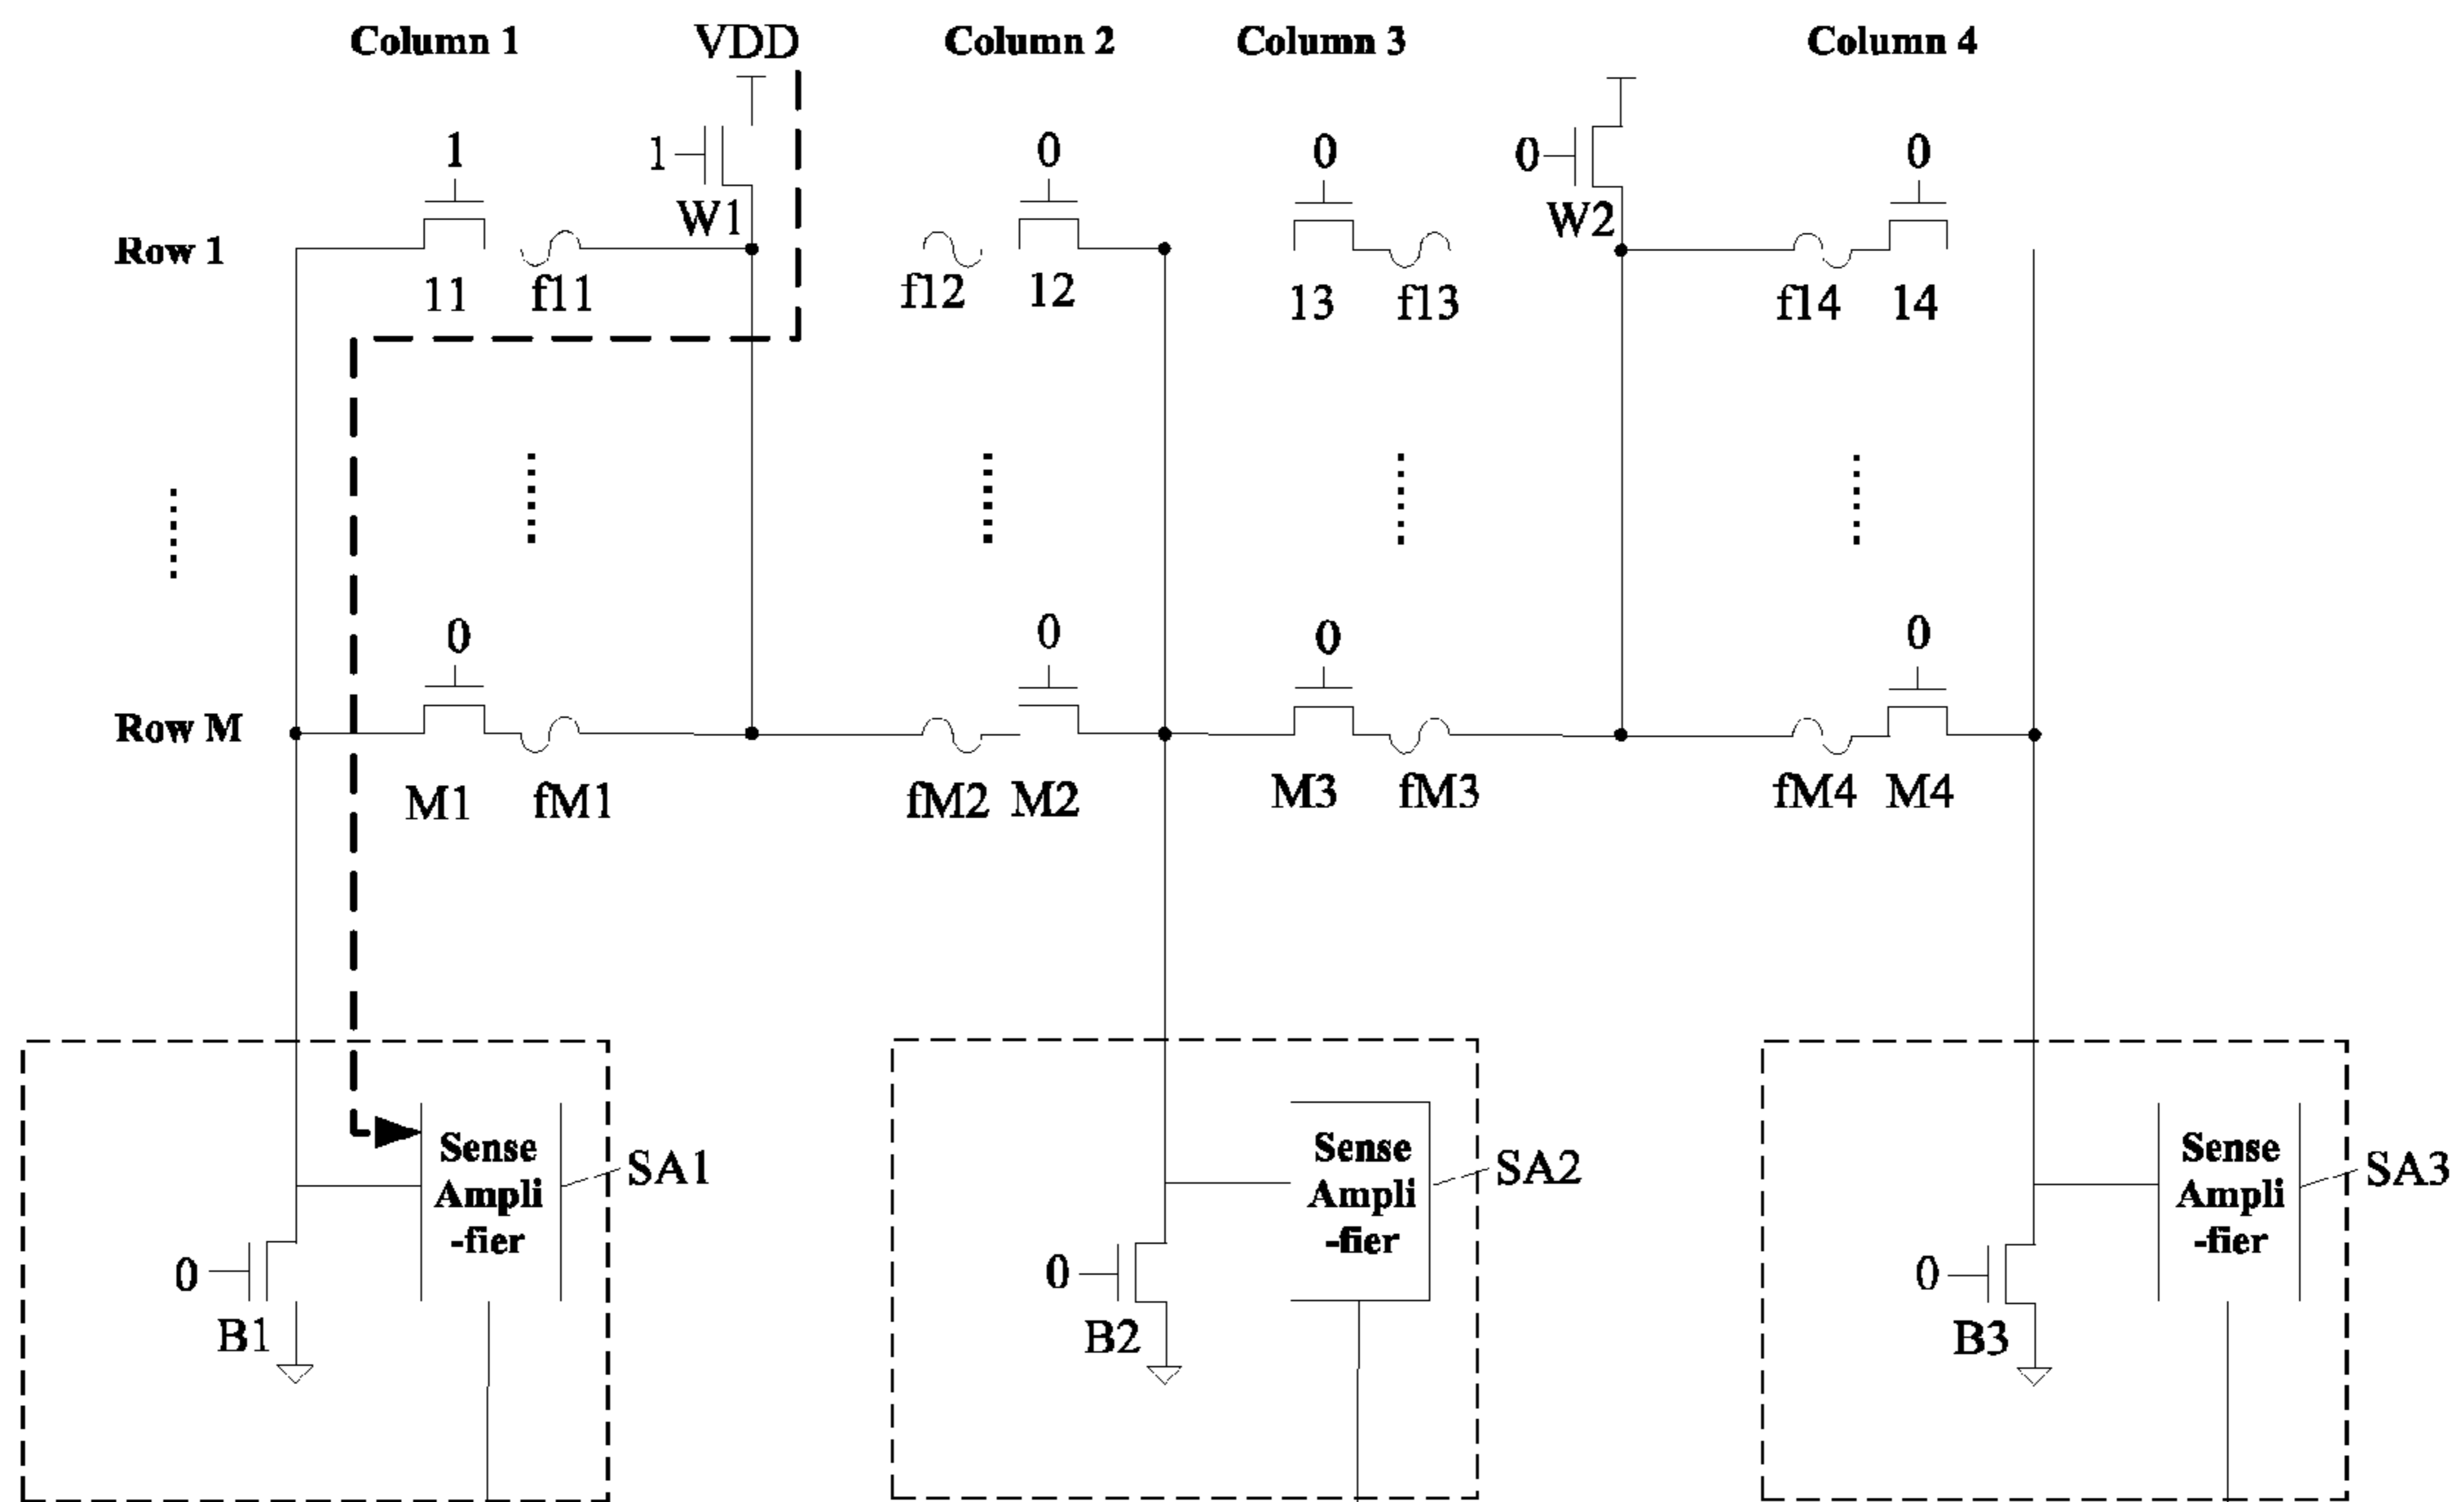 Column 1 VDD Column 2 Column 3 Column 4
1 1 0 0 0 0
W1 W2
Row 1
11 f11 f12 12 13 f13 f14 14
0 0 0 0
Row M
M1 fM1 fM2 M2 M3 fM3 fM4 M4
Sense
Ampli
-fier
SA1
Sense
Ampli
-fier
SA2
Sense
Ampli
-fier
SA3
0 0 0
B1 B2 B3